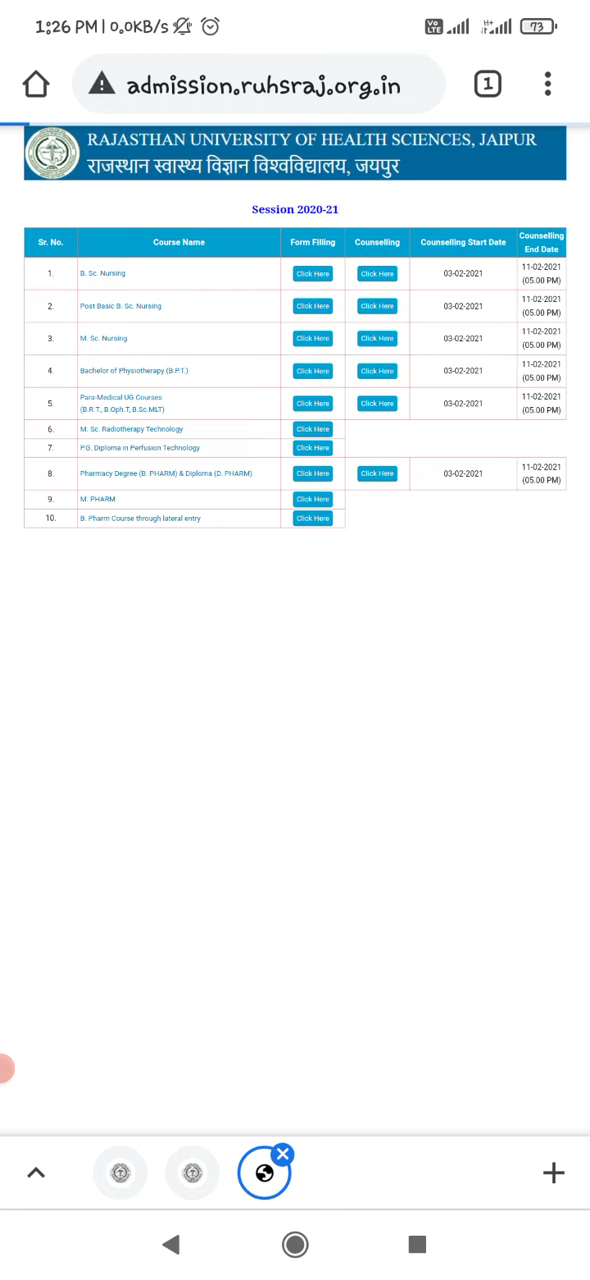 1:26 PM | 0.0KB/s
Vo LTE H+ 73
admission.ruhsraj.org.in 1
RAJASTHAN UNIVERSITY OF HEALTH SCIENCES, JAIPUR
राजस्थान स्वास्थ्य विज्ञान विश्वविद्यालय, जयपुर
Session 2020-21
Sr. No. Course Name Form Filling Counselling Counselling Start Date Counselling End Date
1. B. Sc. Nursing Click Here Click Here 03-02-2021 11-02-2021 (05.00 PM)
2. Post Basic B. Sc. Nursing Click Here Click Here 03-02-2021 11-02-2021 (05.00 PM)
3. M. Sc. Nursing Click Here Click Here 03-02-2021 11-02-2021 (05.00 PM)
4. Bachelor of Physiotherapy (B.P.T.) Click Here Click Here 03-02-2021 11-02-2021 (05.00 PM)
5. Para-Medical UG Courses (B.R.T., B.Oph.T, B.Sc.MLT) Click Here Click Here 03-02-2021 11-02-2021 (05.00 PM)
6. M. Sc. Radiotherapy Technology Click Here
7. P.G. Diploma in Perfusion Technology Click Here
8. Pharmacy Degree (B. PHARM) & Diploma (D. PHARM) Click Here Click Here 03-02-2021 11-02-2021 (05.00 PM)
9. M. PHARM Click Here
10. B. Pharm Course through lateral entry Click Here